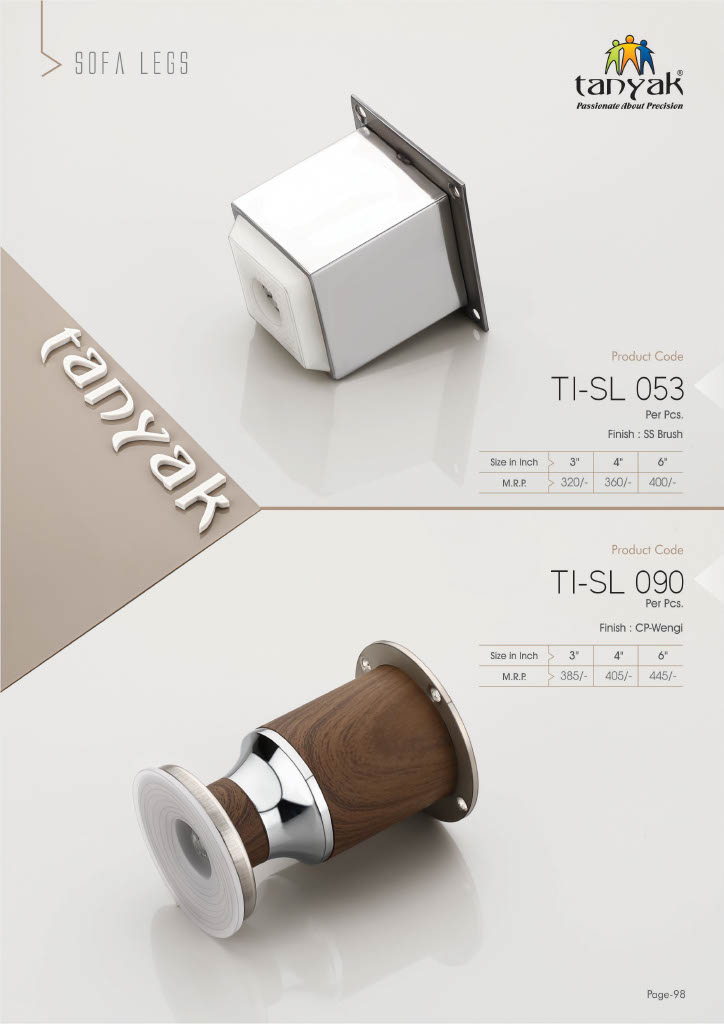 SOFA LEGS
tanyak®
Passionate About Precision
tanyak
Product Code
TI-SL 053
Per Pcs.
Finish : SS Brush
Size in Inch 3" 4" 6"
M.R.P. 320/- 360/- 400/-
Product Code
TI-SL 090
Per Pcs.
Finish : CP-Wengi
Size in Inch 3" 4" 6"
M.R.P. 385/- 405/- 445/-
Page-98